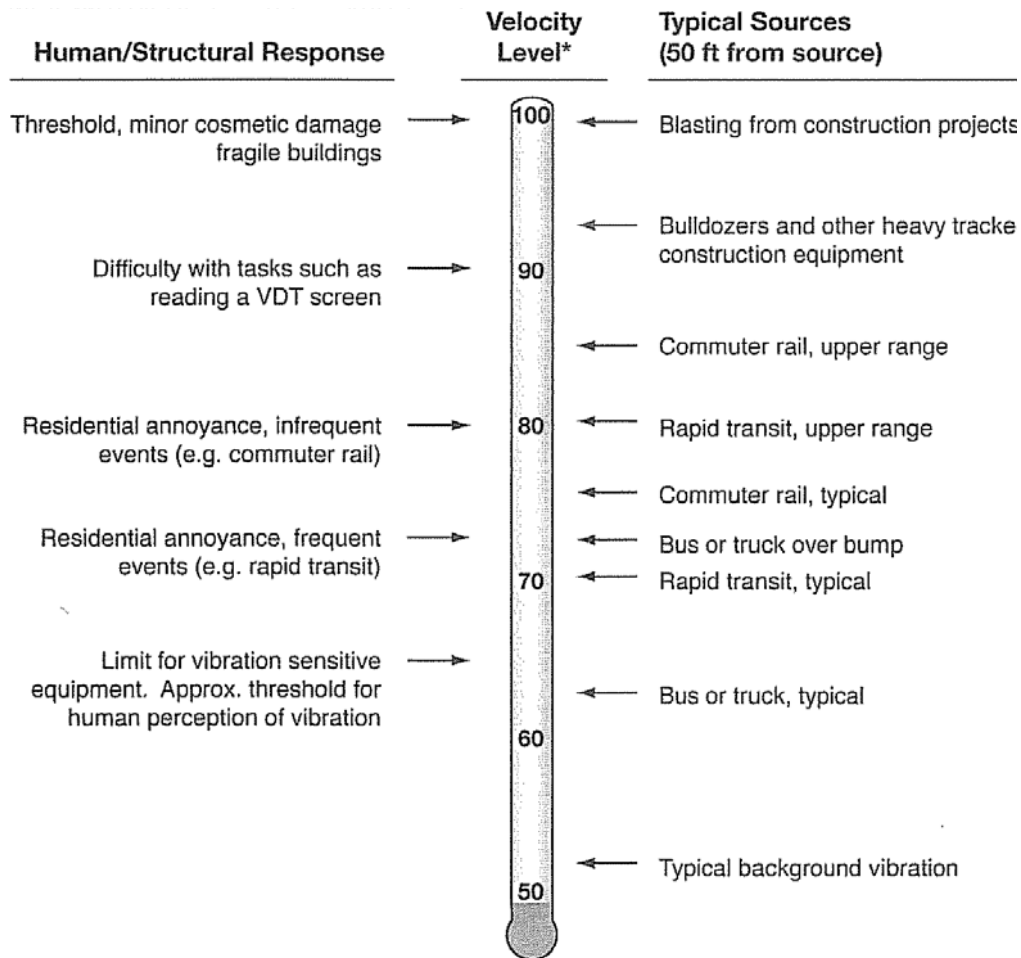 Human/Structural Response
Velocity
Level*
Typical Sources
(50 ft from source)
Threshold, minor cosmetic damage
fragile buildings
100
Blasting from construction projects
Bulldozers and other heavy tracke
construction equipment
Difficulty with tasks such as
reading a VDT screen
90
Commuter rail, upper range
Residential annoyance, infrequent
events (e.g. commuter rail)
80
Rapid transit, upper range
Commuter rail, typical
Residential annoyance, frequent
events (e.g. rapid transit)
Bus or truck over bump
70
Rapid transit, typical
Limit for vibration sensitive
equipment. Approx. threshold for
human perception of vibration
Bus or truck, typical
60
Typical background vibration
50